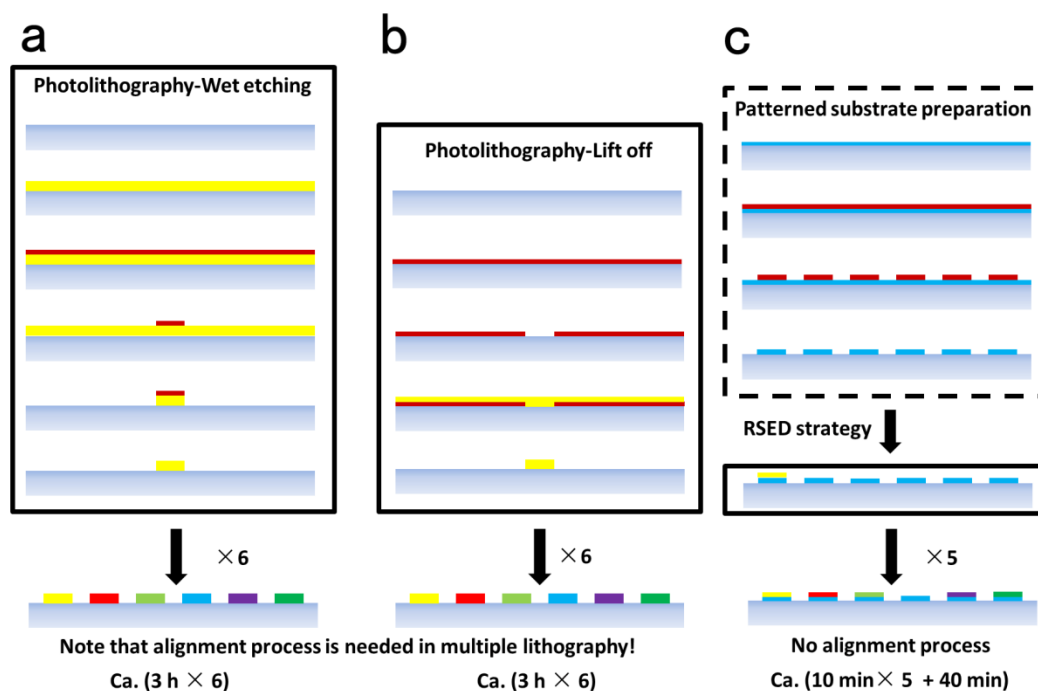 a
Photolithography-Wet etching
×6
b
Photolithography-Lift off
×6
c
Patterned substrate preparation
RSED strategy
×5
Note that alignment process is needed in multiple lithography!
No alignment process
Ca. (3 h × 6)
Ca. (3 h × 6)
Ca. (10 min× 5 + 40 min)